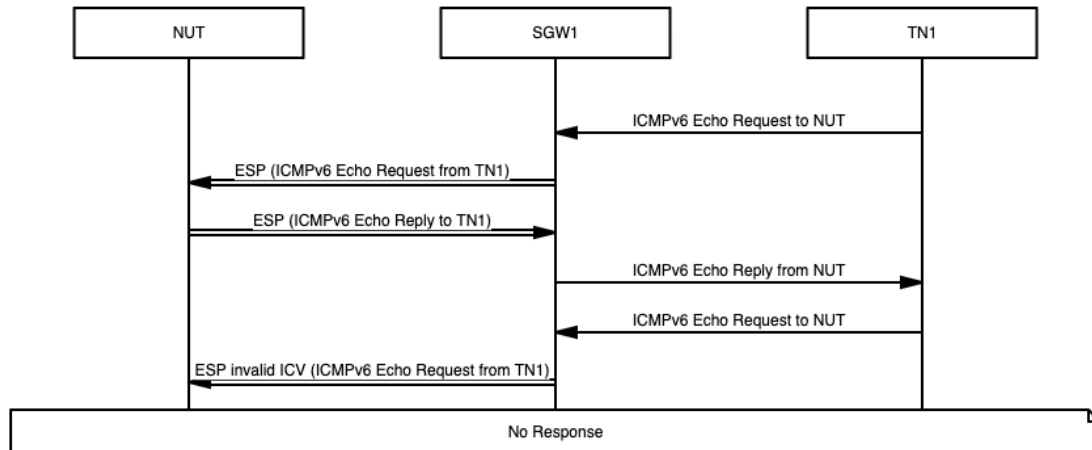 NUT
SGW1
TN1
ICMPv6 Echo Request to NUT
ESP (ICMPv6 Echo Request from TN1)
ESP (ICMPv6 Echo Reply to TN1)
ICMPv6 Echo Reply from NUT
ICMPv6 Echo Request to NUT
ESP invalid ICV (ICMPv6 Echo Request from TN1)
No Response